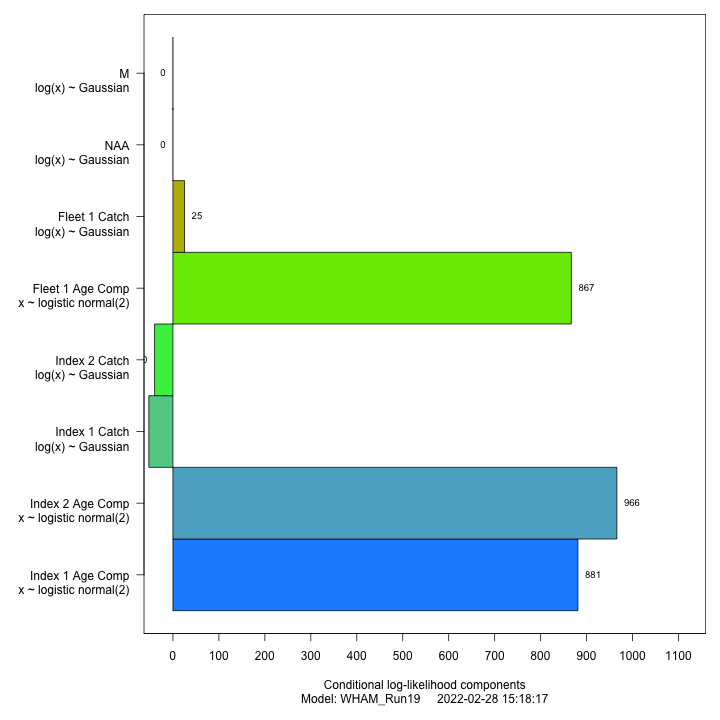 M
log(x) ~ Gaussian
0
NAA
log(x) ~ Gaussian
0
Fleet 1 Catch
log(x) ~ Gaussian
25
Fleet 1 Age Comp
x ~ logistic normal(2)
867
Index 2 Catch
log(x) ~ Gaussian
Index 1 Catch
log(x) ~ Gaussian
Index 2 Age Comp
x ~ logistic normal(2)
966
Index 1 Age Comp
x ~ logistic normal(2)
881
0 100 200 300 400 500 600 700 800 900 1000 1100
Conditional log-likelihood components
Model: WHAM_Run19 2022-02-28 15:18:17